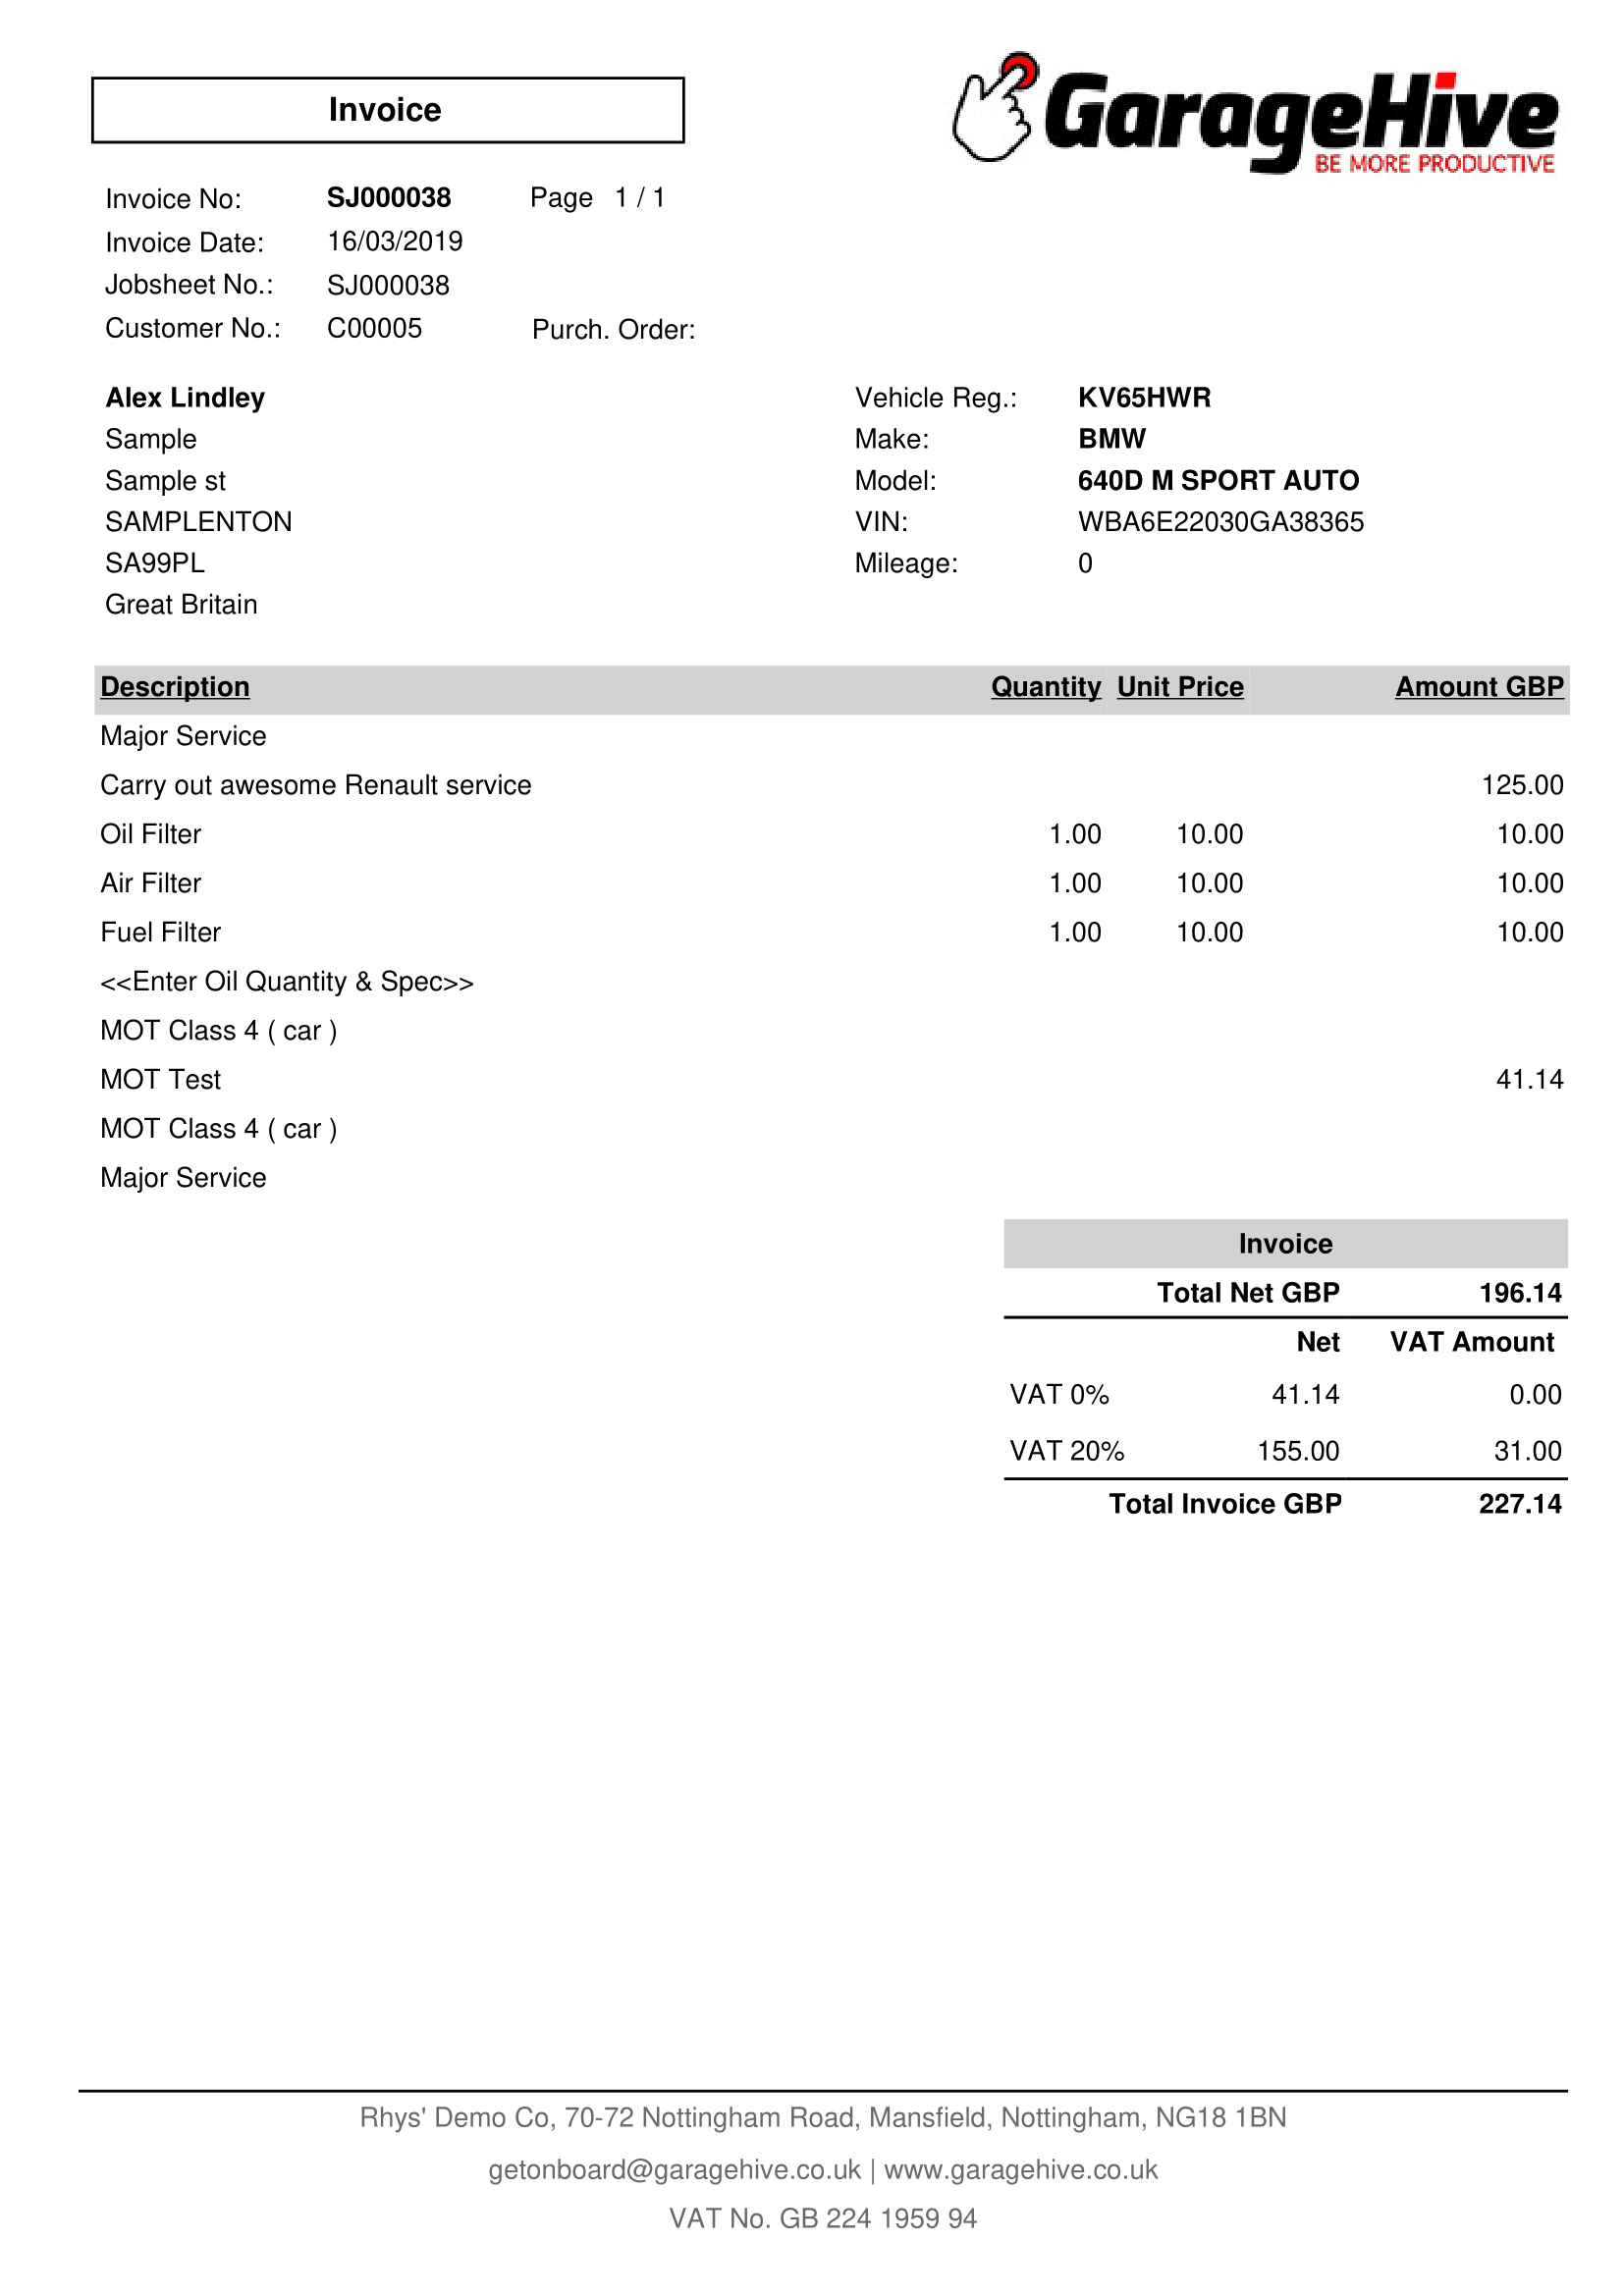 Invoice
GarageHive
BE MORE PRODUCTIVE
Invoice No: SJ000038 Page 1 / 1
Invoice Date: 16/03/2019
Jobsheet No.: SJ000038
Customer No.: C00005 Purch. Order:
Alex Lindley Vehicle Reg.: KV65HWR
Sample Make: BMW
Sample st Model: 640D M SPORT AUTO
SAMPLENTON VIN: WBA6E22030GA38365
SA99PL Mileage: 0
Great Britain
Description Quantity Unit Price Amount GBP
Major Service
Carry out awesome Renault service 125.00
Oil Filter 1.00 10.00 10.00
Air Filter 1.00 10.00 10.00
Fuel Filter 1.00 10.00 10.00
<<Enter Oil Quantity & Spec>>
MOT Class 4 ( car )
MOT Test 41.14
MOT Class 4 ( car )
Major Service
Invoice
Total Net GBP 196.14
Net VAT Amount
VAT 0% 41.14 0.00
VAT 20% 155.00 31.00
Total Invoice GBP 227.14
Rhys' Demo Co, 70-72 Nottingham Road, Mansfield, Nottingham, NG18 1BN
getonboard@garagehive.co.uk | www.garagehive.co.uk
VAT No. GB 224 1959 94